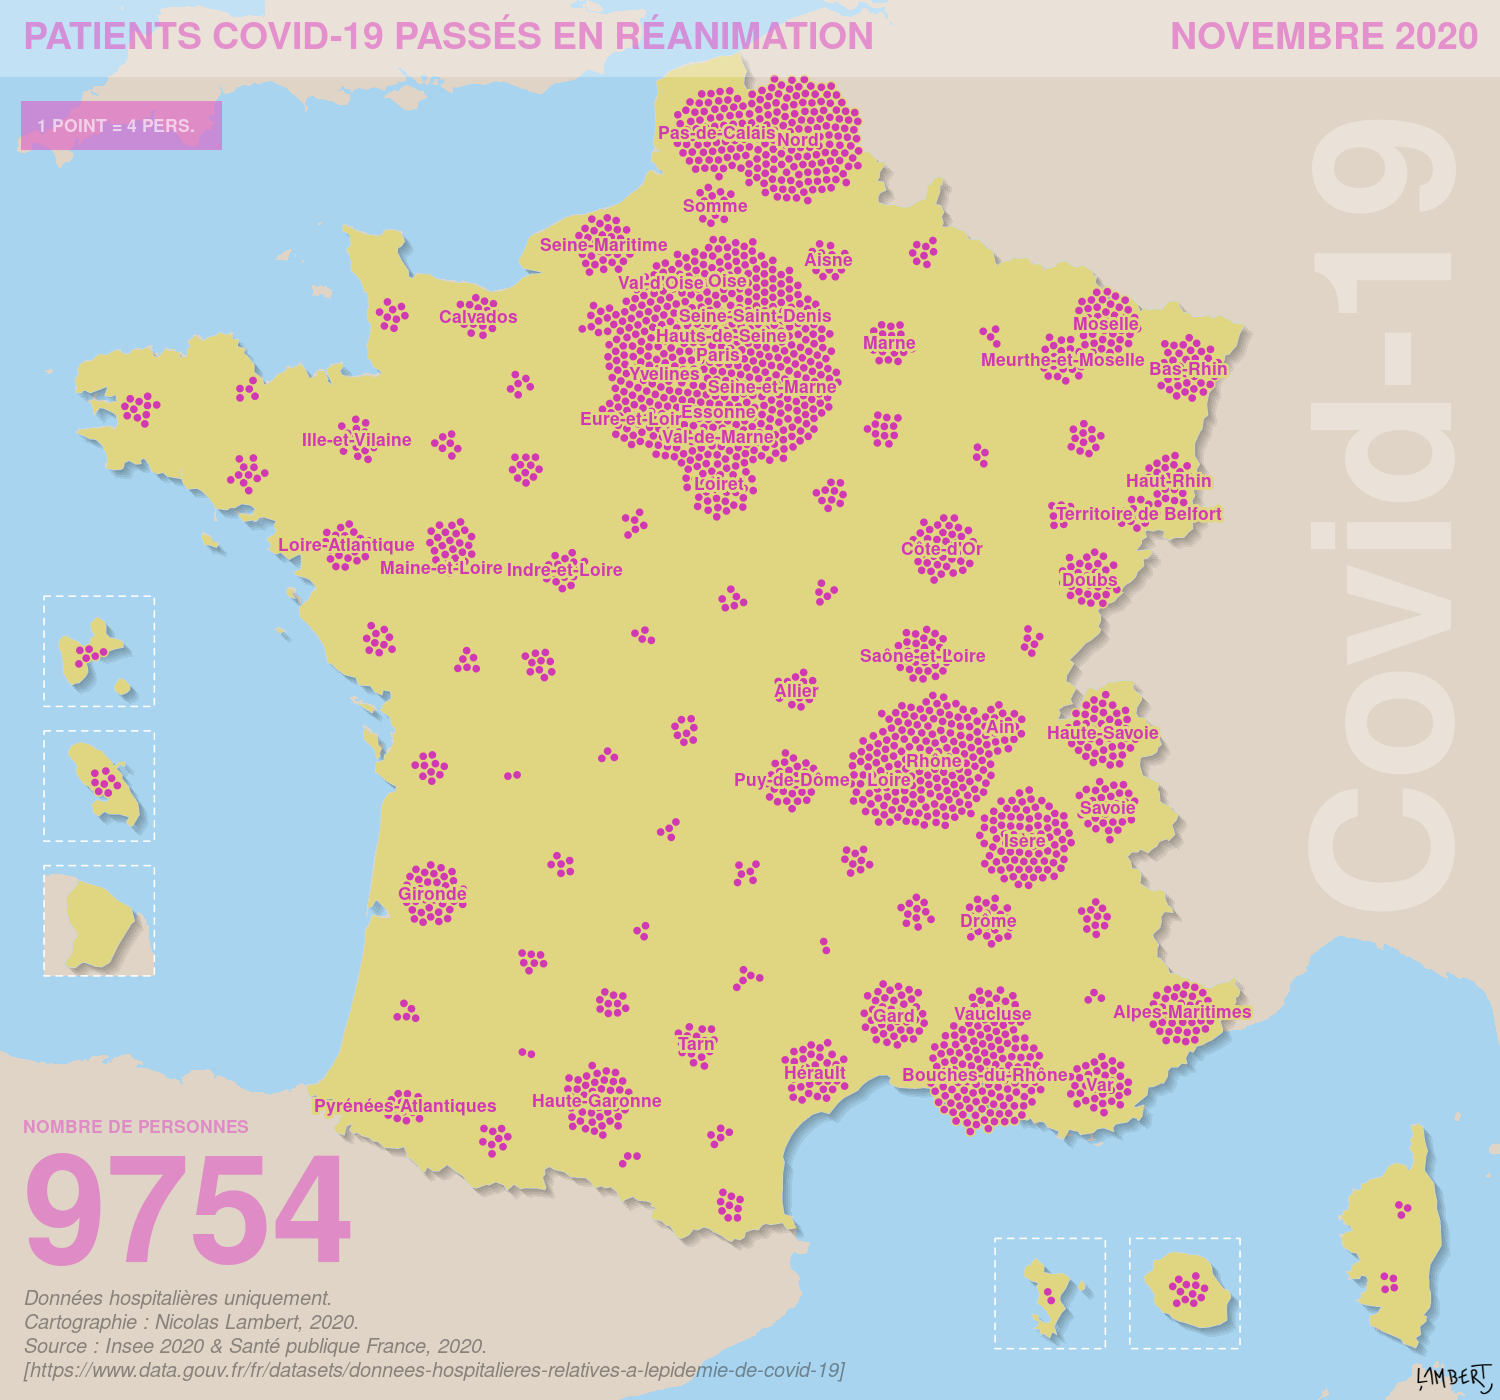 PATIENTS COVID-19 PASSÉS EN RÉANIMATION
NOVEMBRE 2020
1 POINT = 4 PERS.
Covid-19
Pas-de-Calais
Nord
Somme
Seine-Maritime
Aisne
Val-d'Oise
Oise
Calvados
Seine-Saint-Denis
Moselle
Hauts-de-Seine
Marne
Paris
Meurthe-et-Moselle
Bas-Rhin
Yvelines
Seine-et-Marne
Eure-et-Loir
Essonne
Val-de-Marne
Ille-et-Vilaine
Loiret
Haut-Rhin
Territoire de Belfort
Loire-Atlantique
Côte-d'Or
Maine-et-Loire
Indre-et-Loire
Doubs
Saône-et-Loire
Allier
Ain
Haute-Savoie
Rhône
Puy-de-Dôme
Loire
Savoie
Isère
Gironde
Drôme
Gard
Vaucluse
Alpes-Maritimes
Tarn
Hérault
Bouches-du-Rhône
Var
Haute-Garonne
Pyrénées-Atlantiques
NOMBRE DE PERSONNES
9754
Données hospitalières uniquement.
Cartographie : Nicolas Lambert, 2020.
Source : Insee 2020 & Santé publique France, 2020.
[https://www.data.gouv.fr/fr/datasets/donnees-hospitalieres-relatives-a-lepidemie-de-covid-19]
LAMBERT